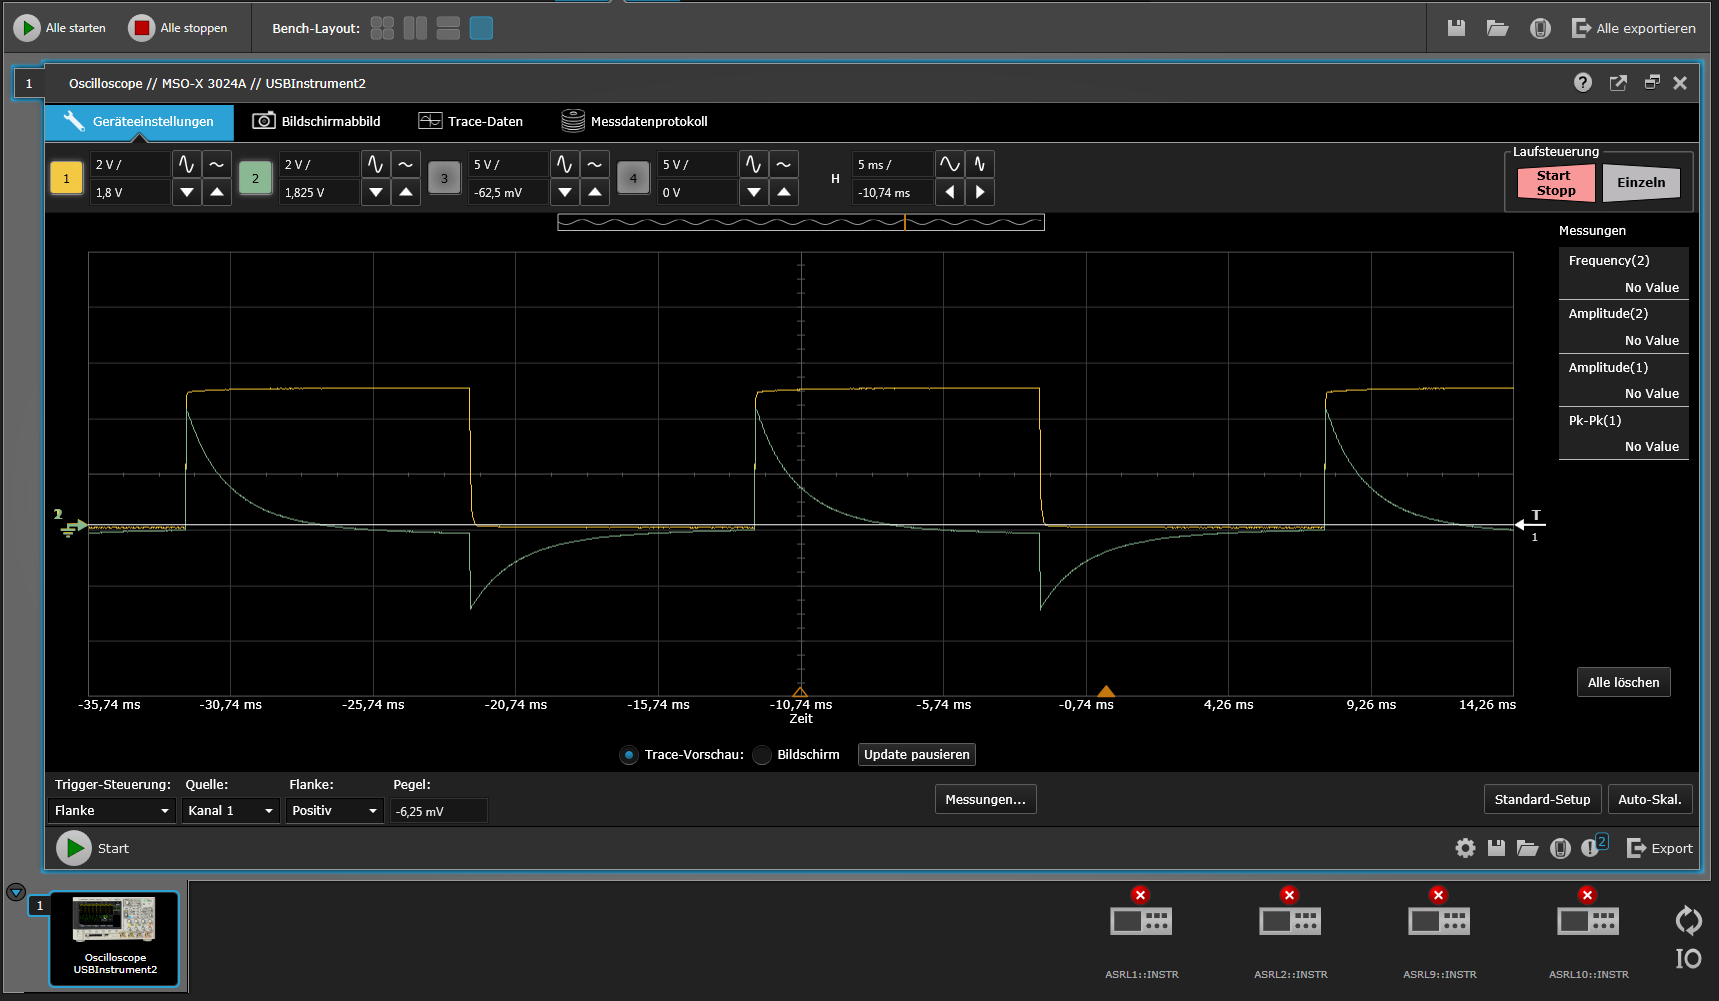 Alle starten
Alle stoppen
Bench-Layout:
Alle exportieren
1
Oscilloscope // MSO-X 3024A // USBInstrument2
Geräteeinstellungen
Bildschirmabbild
Trace-Daten
Messdatenprotokoll
1
2 V /
1,8 V
2
2 V /
1,825 V
3
5 V /
-62,5 mV
4
5 V /
0 V
H
5 ms /
-10,74 ms
Laufsteuerung
Start
Stopp
Einzeln
Messungen
Frequency(2)
No Value
Amplitude(2)
No Value
Amplitude(1)
No Value
Pk-Pk(1)
No Value
2
T
1
Alle löschen
-35,74 ms
-30,74 ms
-25,74 ms
-20,74 ms
-15,74 ms
-10,74 ms
-5,74 ms
-0,74 ms
4,26 ms
9,26 ms
14,26 ms
Zeit
Trace-Vorschau:
Bildschirm
Update pausieren
Trigger-Steuerung:
Quelle:
Flanke:
Pegel:
Flanke
Kanal 1
Positiv
-6,25 mV
Messungen...
Standard-Setup
Auto-Skal.
Start
2
Export
1
Oscilloscope
USBInstrument2
ASRL1::INSTR
ASRL2::INSTR
ASRL9::INSTR
ASRL10::INSTR
IO